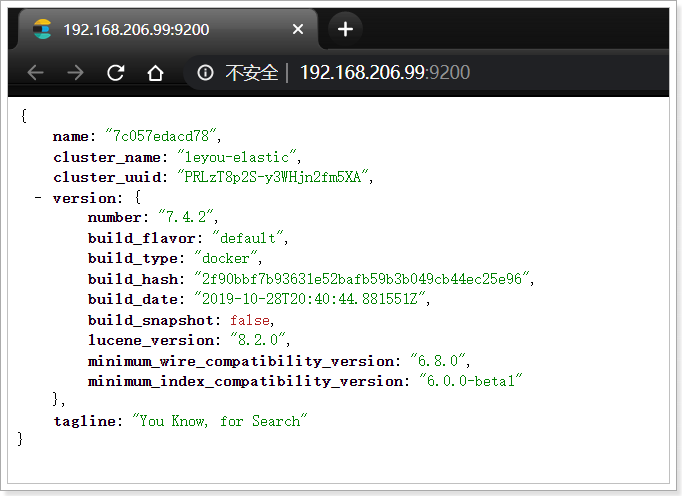 192.168.206.99:9200
不安全 | 192.168.206.99:9200
{
name: "7c057edacd78",
cluster_name: "leyou-elastic",
cluster_uuid: "PRLzT8p2S-y3WHjn2fm5XA",
- version: {
number: "7.4.2",
build_flavor: "default",
build_type: "docker",
build_hash: "2f90bbf7b93631e52bafb59b3b049cb44ec25e96",
build_date: "2019-10-28T20:40:44.881551Z",
build_snapshot: false,
lucene_version: "8.2.0",
minimum_wire_compatibility_version: "6.8.0",
minimum_index_compatibility_version: "6.0.0-beta1"
},
tagline: "You Know, for Search"
}